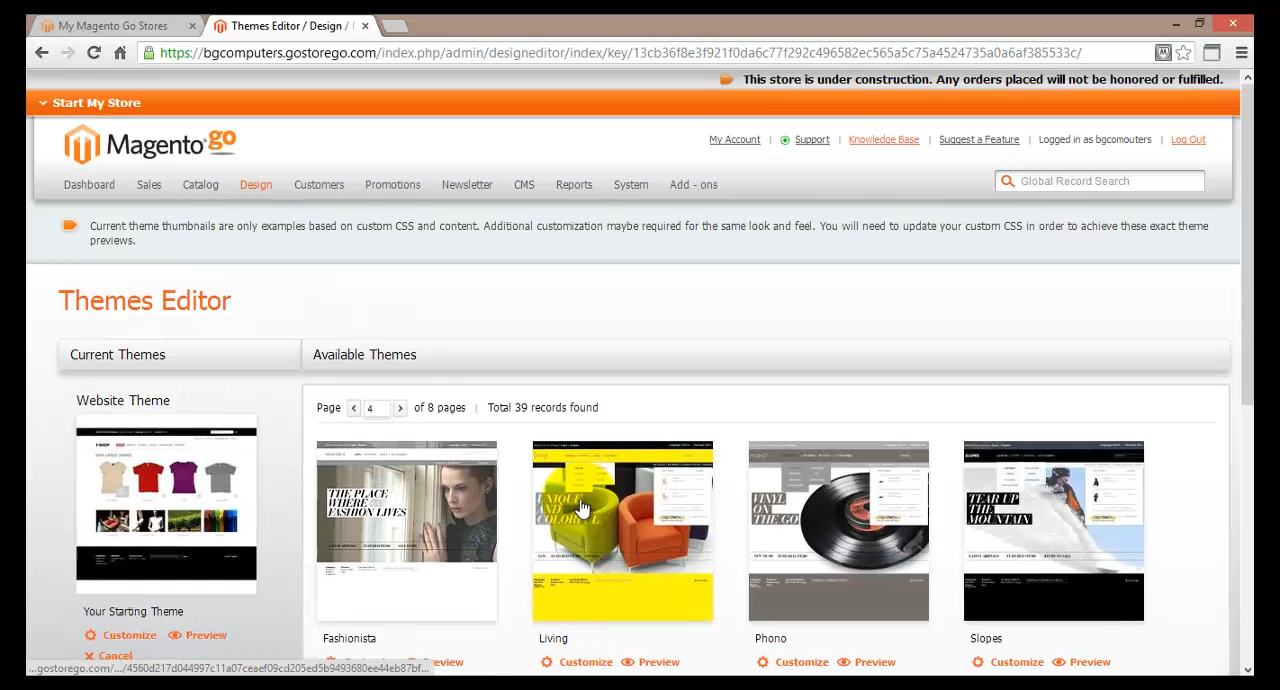 My Magento Go Stores
Themes Editor / Design /
https://bgcomputers.gostorego.com/index.php/admin/designeditor/index/key/13cb36f8e3f921f0da6c77f292c496582ec565a5c75a4524735a0a6af385533c/
This store is under construction. Any orders placed will not be honored or fulfilled.
Start My Store
Magento go
My Account | Support | Knowledge Base | Suggest a Feature | Logged in as bgcomouters | Log Out
Dashboard Sales Catalog Design Customers Promotions Newsletter CMS Reports System Add - ons
Global Record Search
Current theme thumbnails are only examples based on custom CSS and content. Additional customization maybe required for the same look and feel. You will need to update your custom CSS in order to achieve these exact theme
previews.
Themes Editor
Current Themes
Available Themes
Website Theme
Page 4 of 8 pages | Total 39 records found
THE PLACE
THERE
FASHION LIVES
living
UNIQUE
AND
COLORFUL
PHONO
VINYL
ON THE GO
SLOPES
TEAR UP
THE
MOUNTAIN
Your Starting Theme
Customize Preview
Cancel
Fashionista
Living
Phono
Slopes
Customize Preview
Customize Preview
Customize Preview
...gostorego.com/.../4560d217d044997c11a07ceaef09cd205ed5b9493680ee44eb87bf...